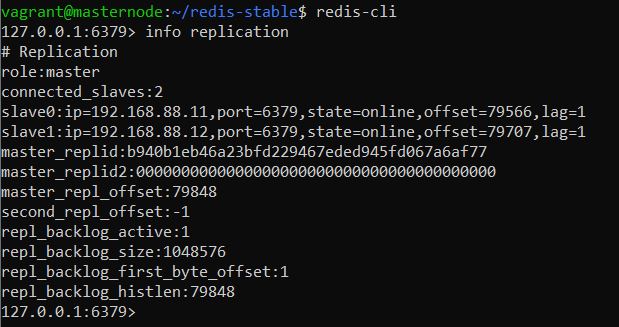 vagrant@masternode:~/redis-stable$ redis-cli
127.0.0.1:6379> info replication
# Replication
role:master
connected_slaves:2
slave0:ip=192.168.88.11,port=6379,state=online,offset=79566,lag=1
slave1:ip=192.168.88.12,port=6379,state=online,offset=79707,lag=1
master_replid:b940b1eb46a23bfd229467eded945fd067a6af77
master_replid2:0000000000000000000000000000000000000000
master_repl_offset:79848
second_repl_offset:-1
repl_backlog_active:1
repl_backlog_size:1048576
repl_backlog_first_byte_offset:1
repl_backlog_histlen:79848
127.0.0.1:6379>